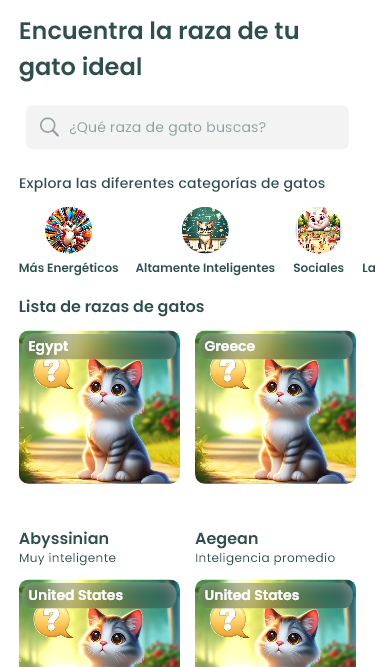 Encuentra la raza de tu
gato ideal
¿Qué raza de gato buscas?
Explora las diferentes categorías de gatos
Más Energéticos
Altamente Inteligentes
Sociales
La
Lista de razas de gatos
Egypt
Greece
?
?
Abyssinian
Aegean
Muy inteligente
Inteligencia promedio
United States
United States
?
?